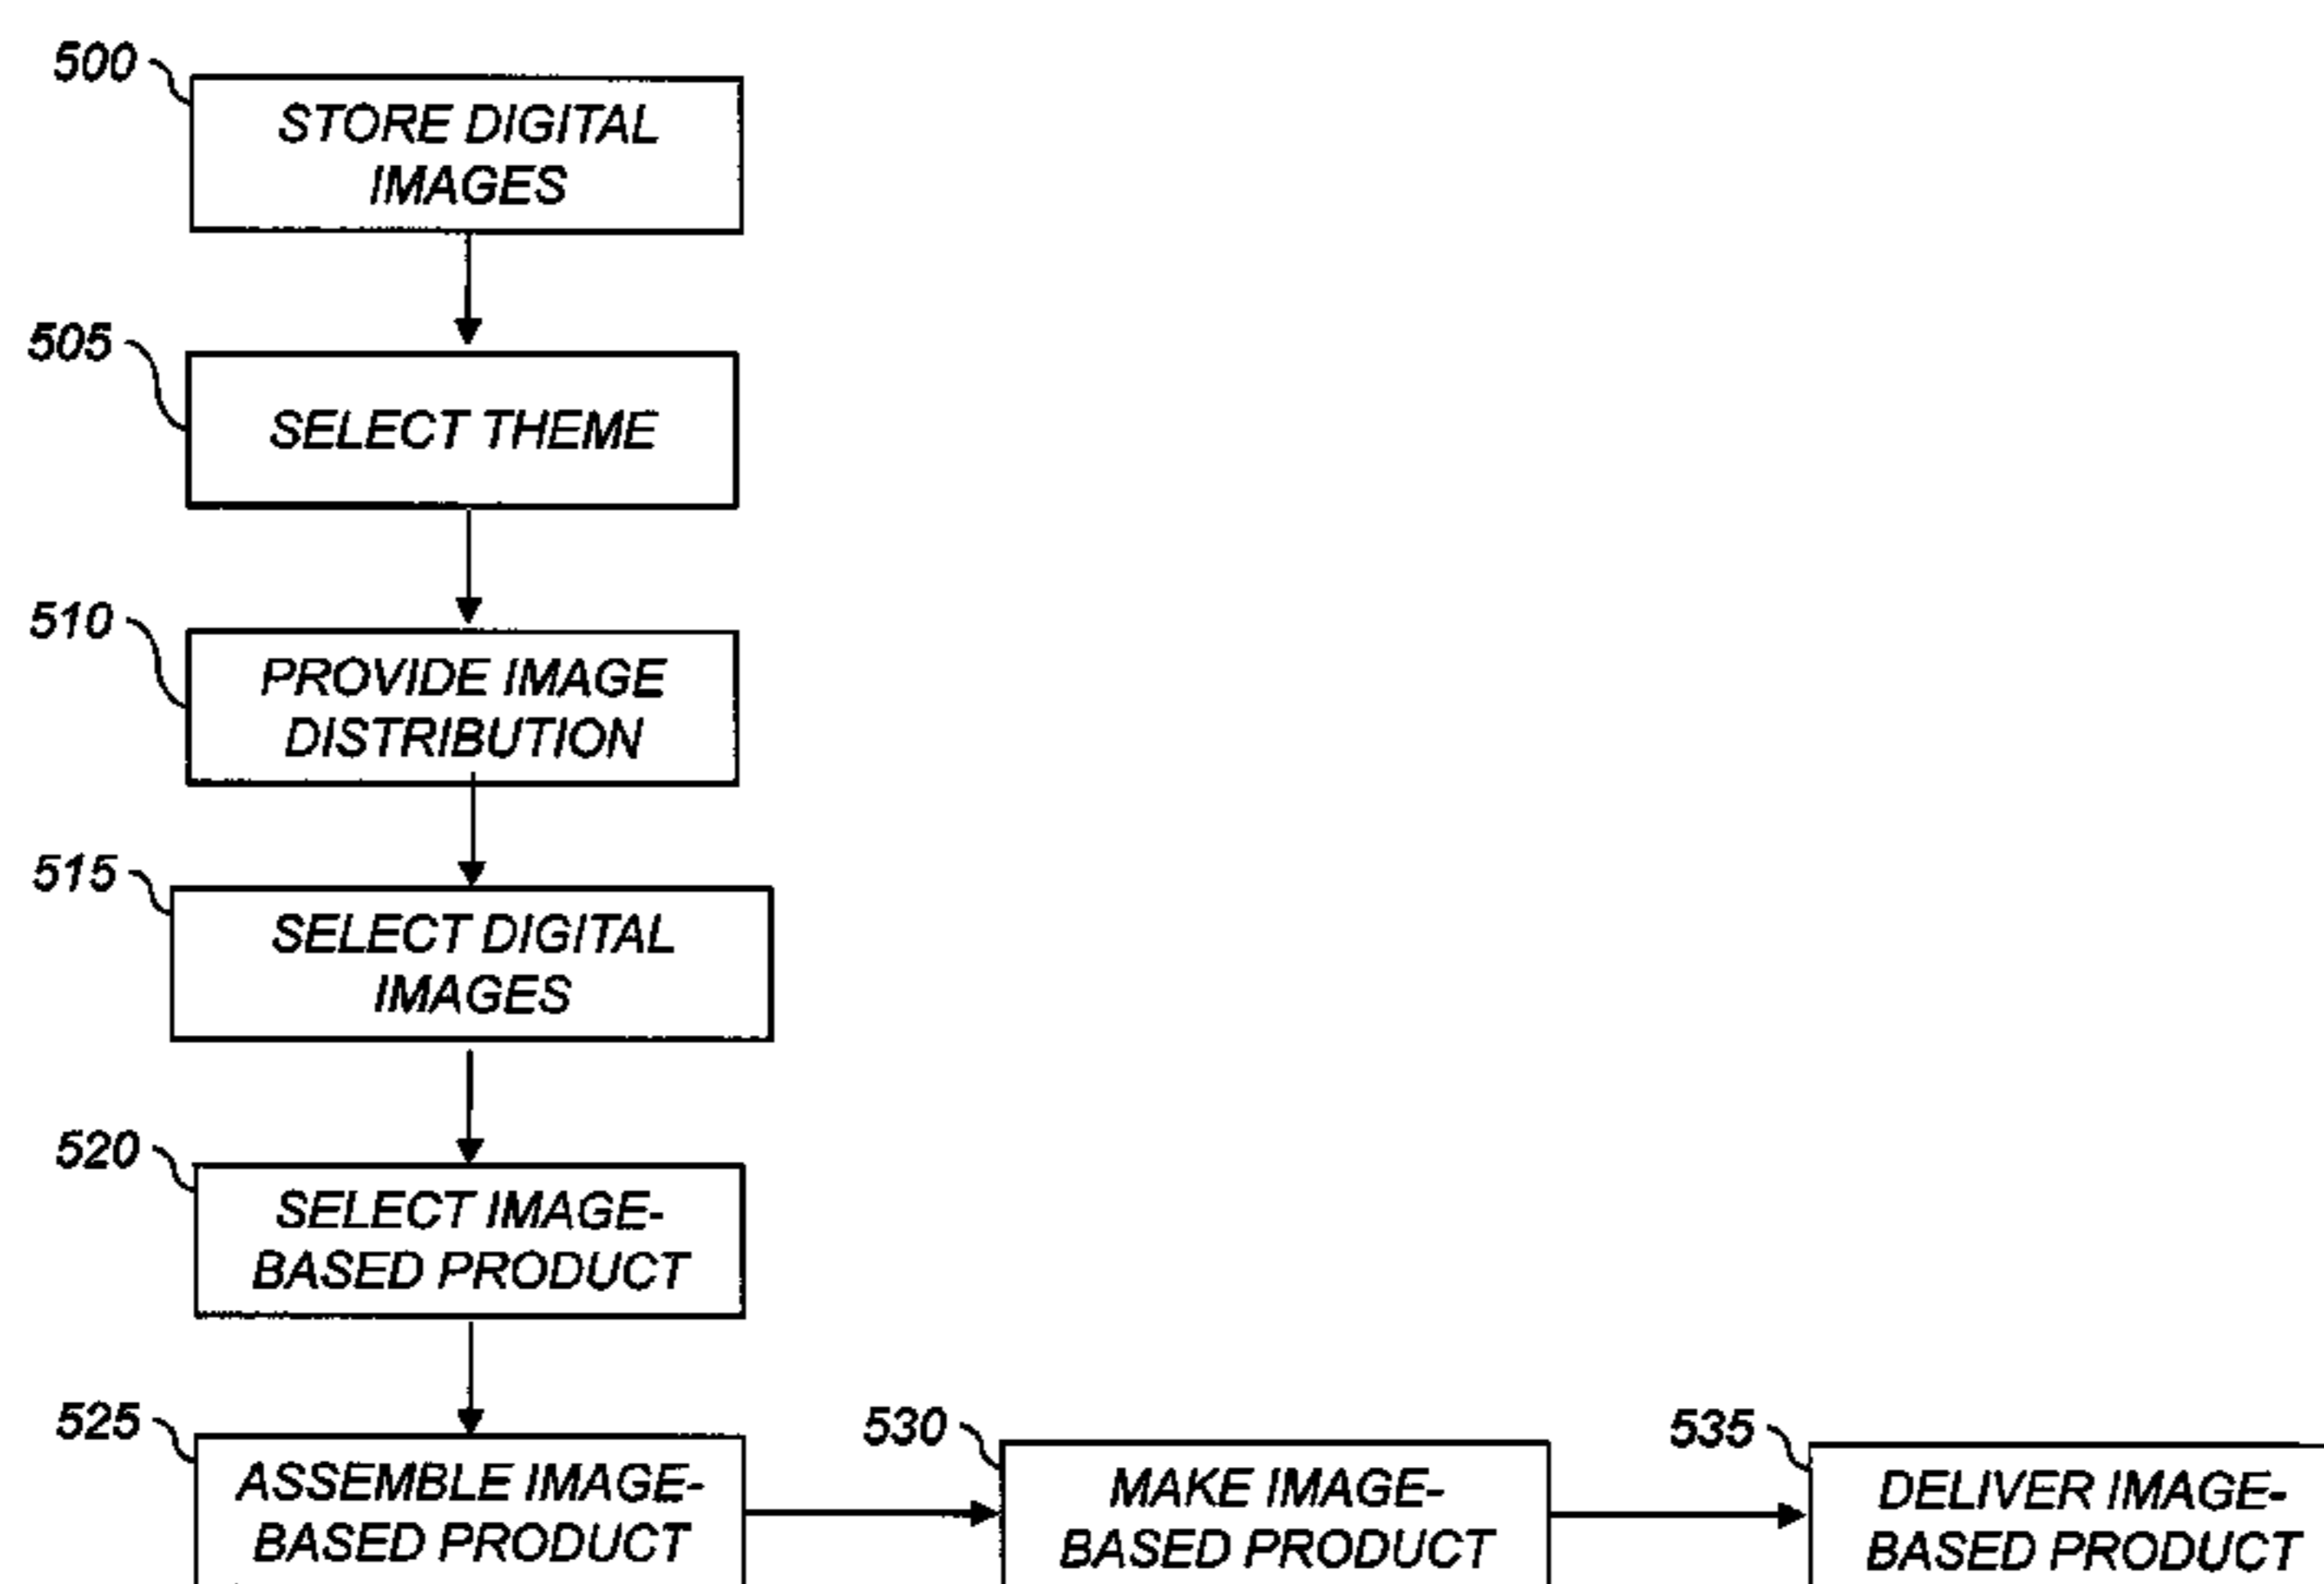 500
STORE DIGITAL
IMAGES
505
SELECT THEME
510
PROVIDE IMAGE
DISTRIBUTION
515
SELECT DIGITAL
IMAGES
520
SELECT IMAGE-
BASED PRODUCT
525
ASSEMBLE IMAGE-
BASED PRODUCT
530
MAKE IMAGE-
BASED PRODUCT
535
DELIVER IMAGE-
BASED PRODUCT